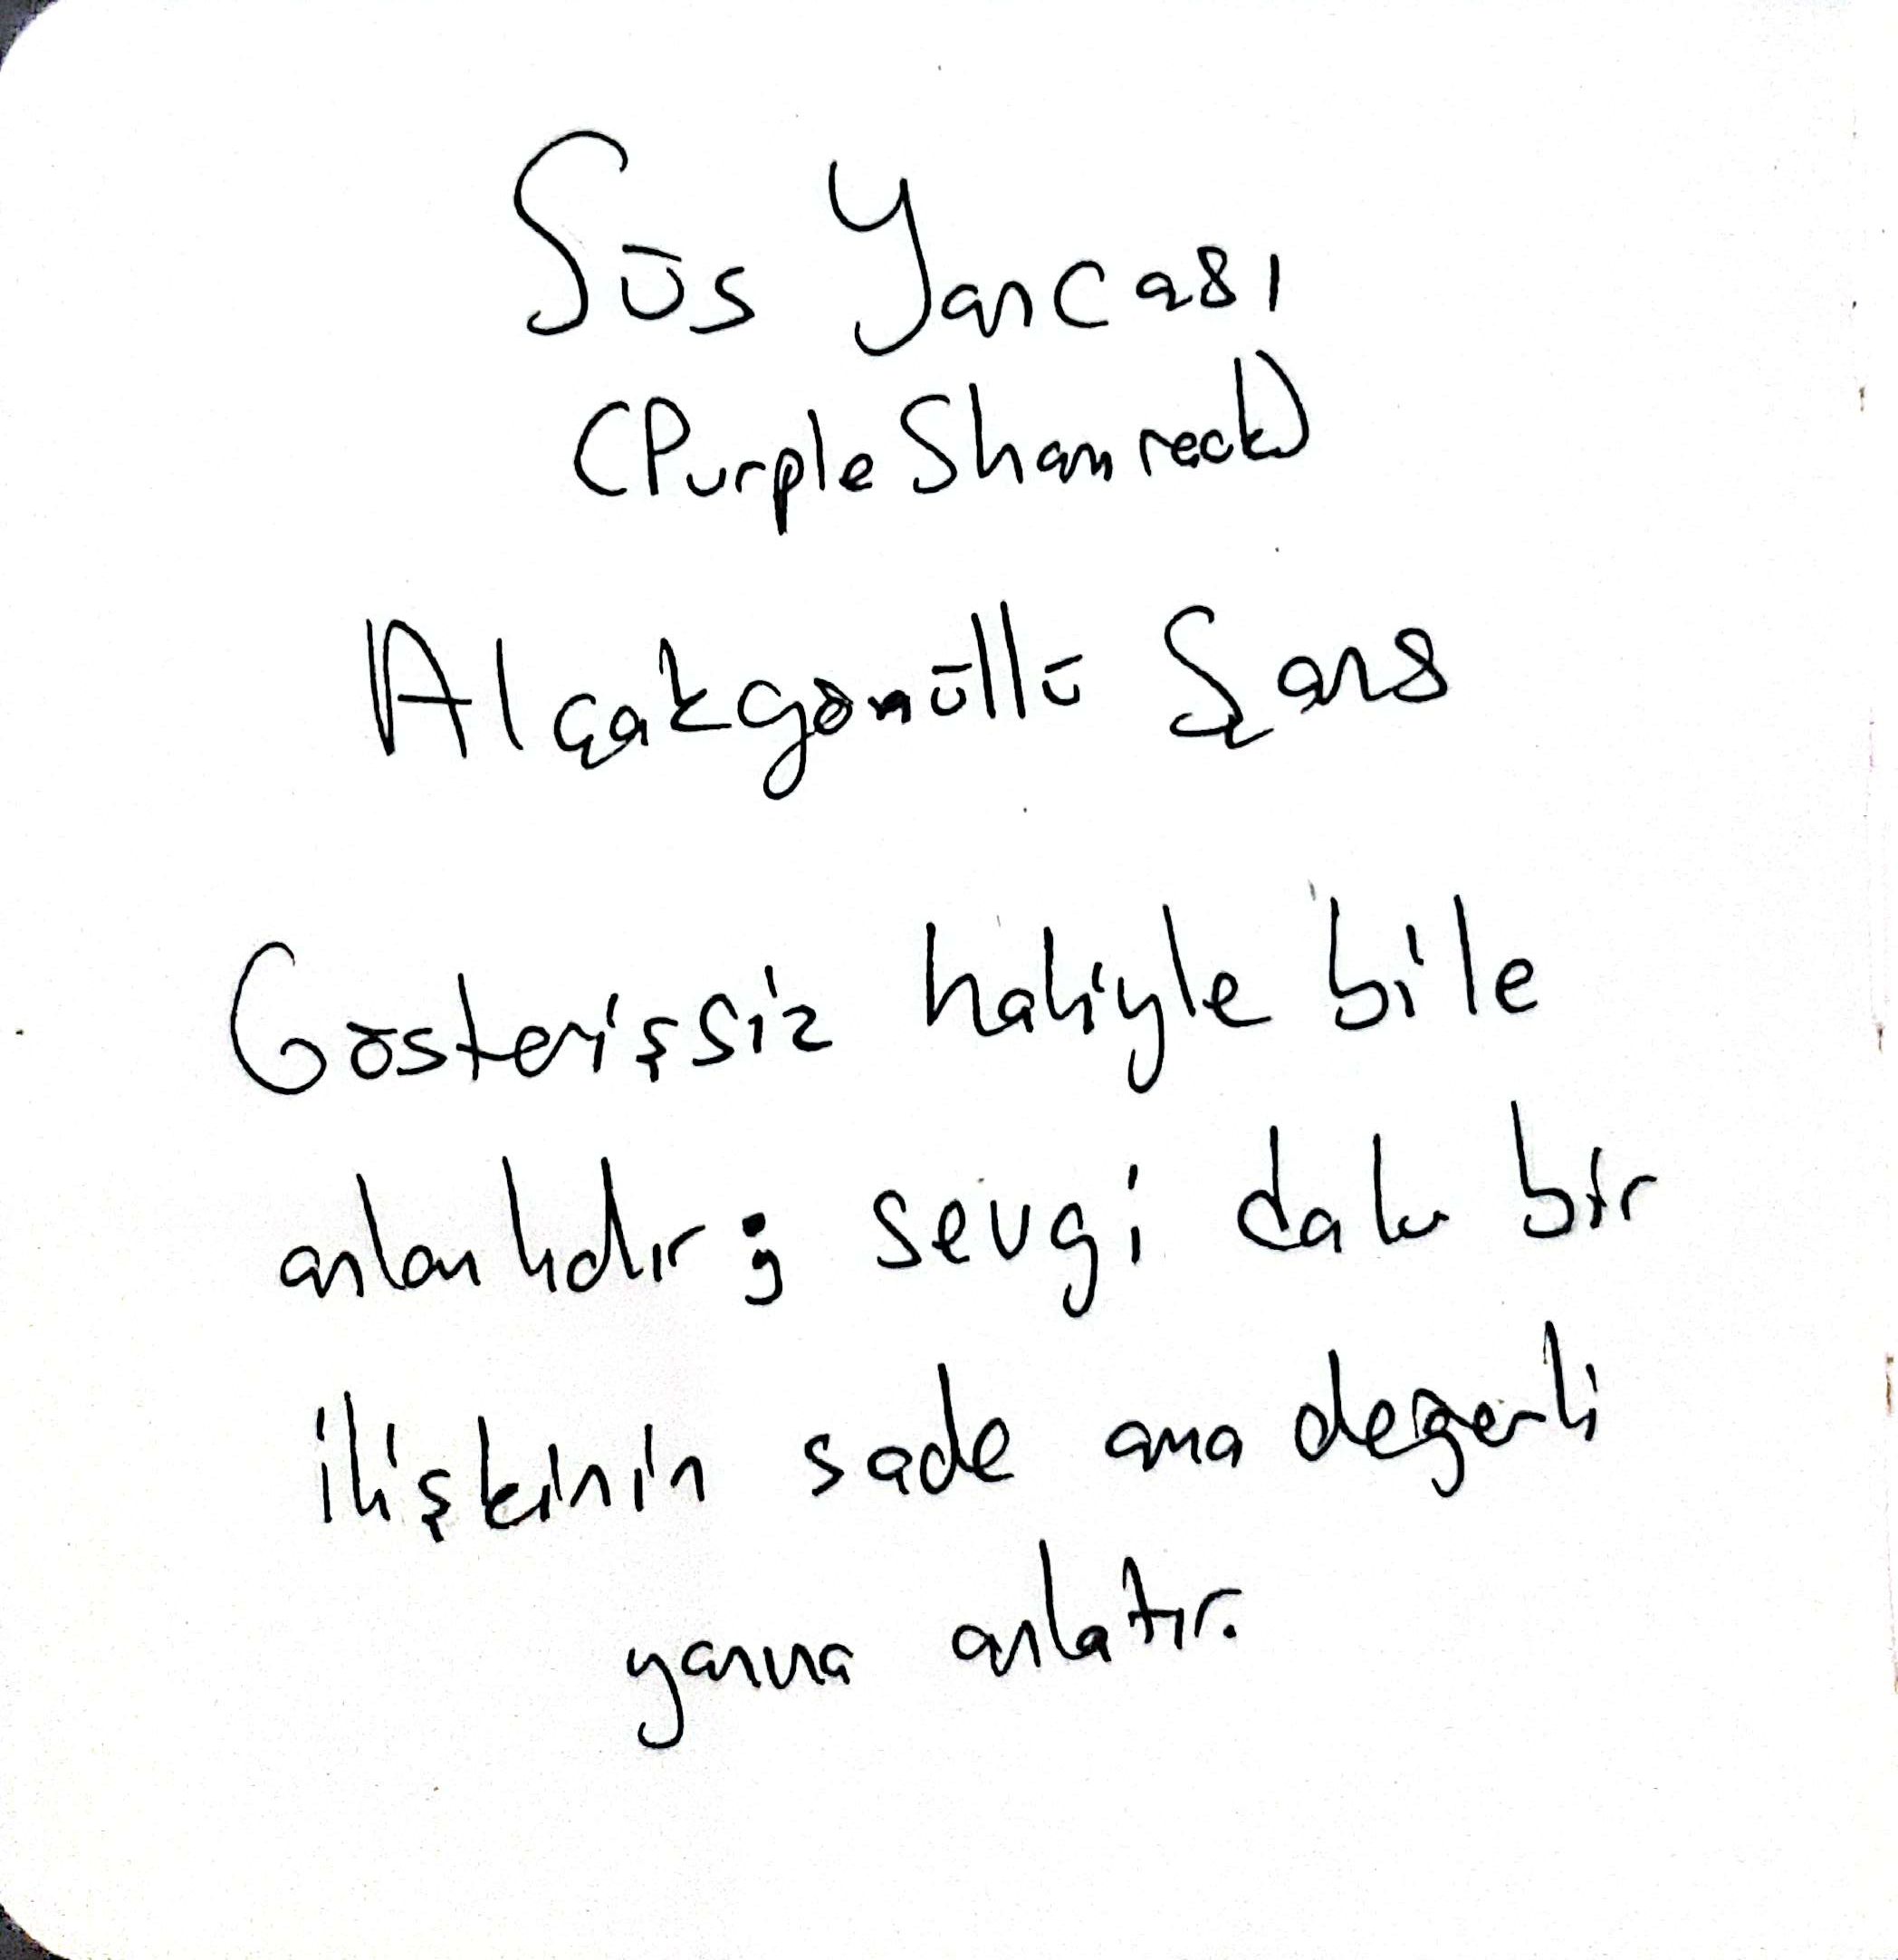 Süs Yoncası
(Purple Shamrock)
Alçakgönüllü Şans
Gösterişsiz haliyle bile
anlamlıdır; sevgi dolu bir
ilişkinin sade ama değerli
yanını anlatır.